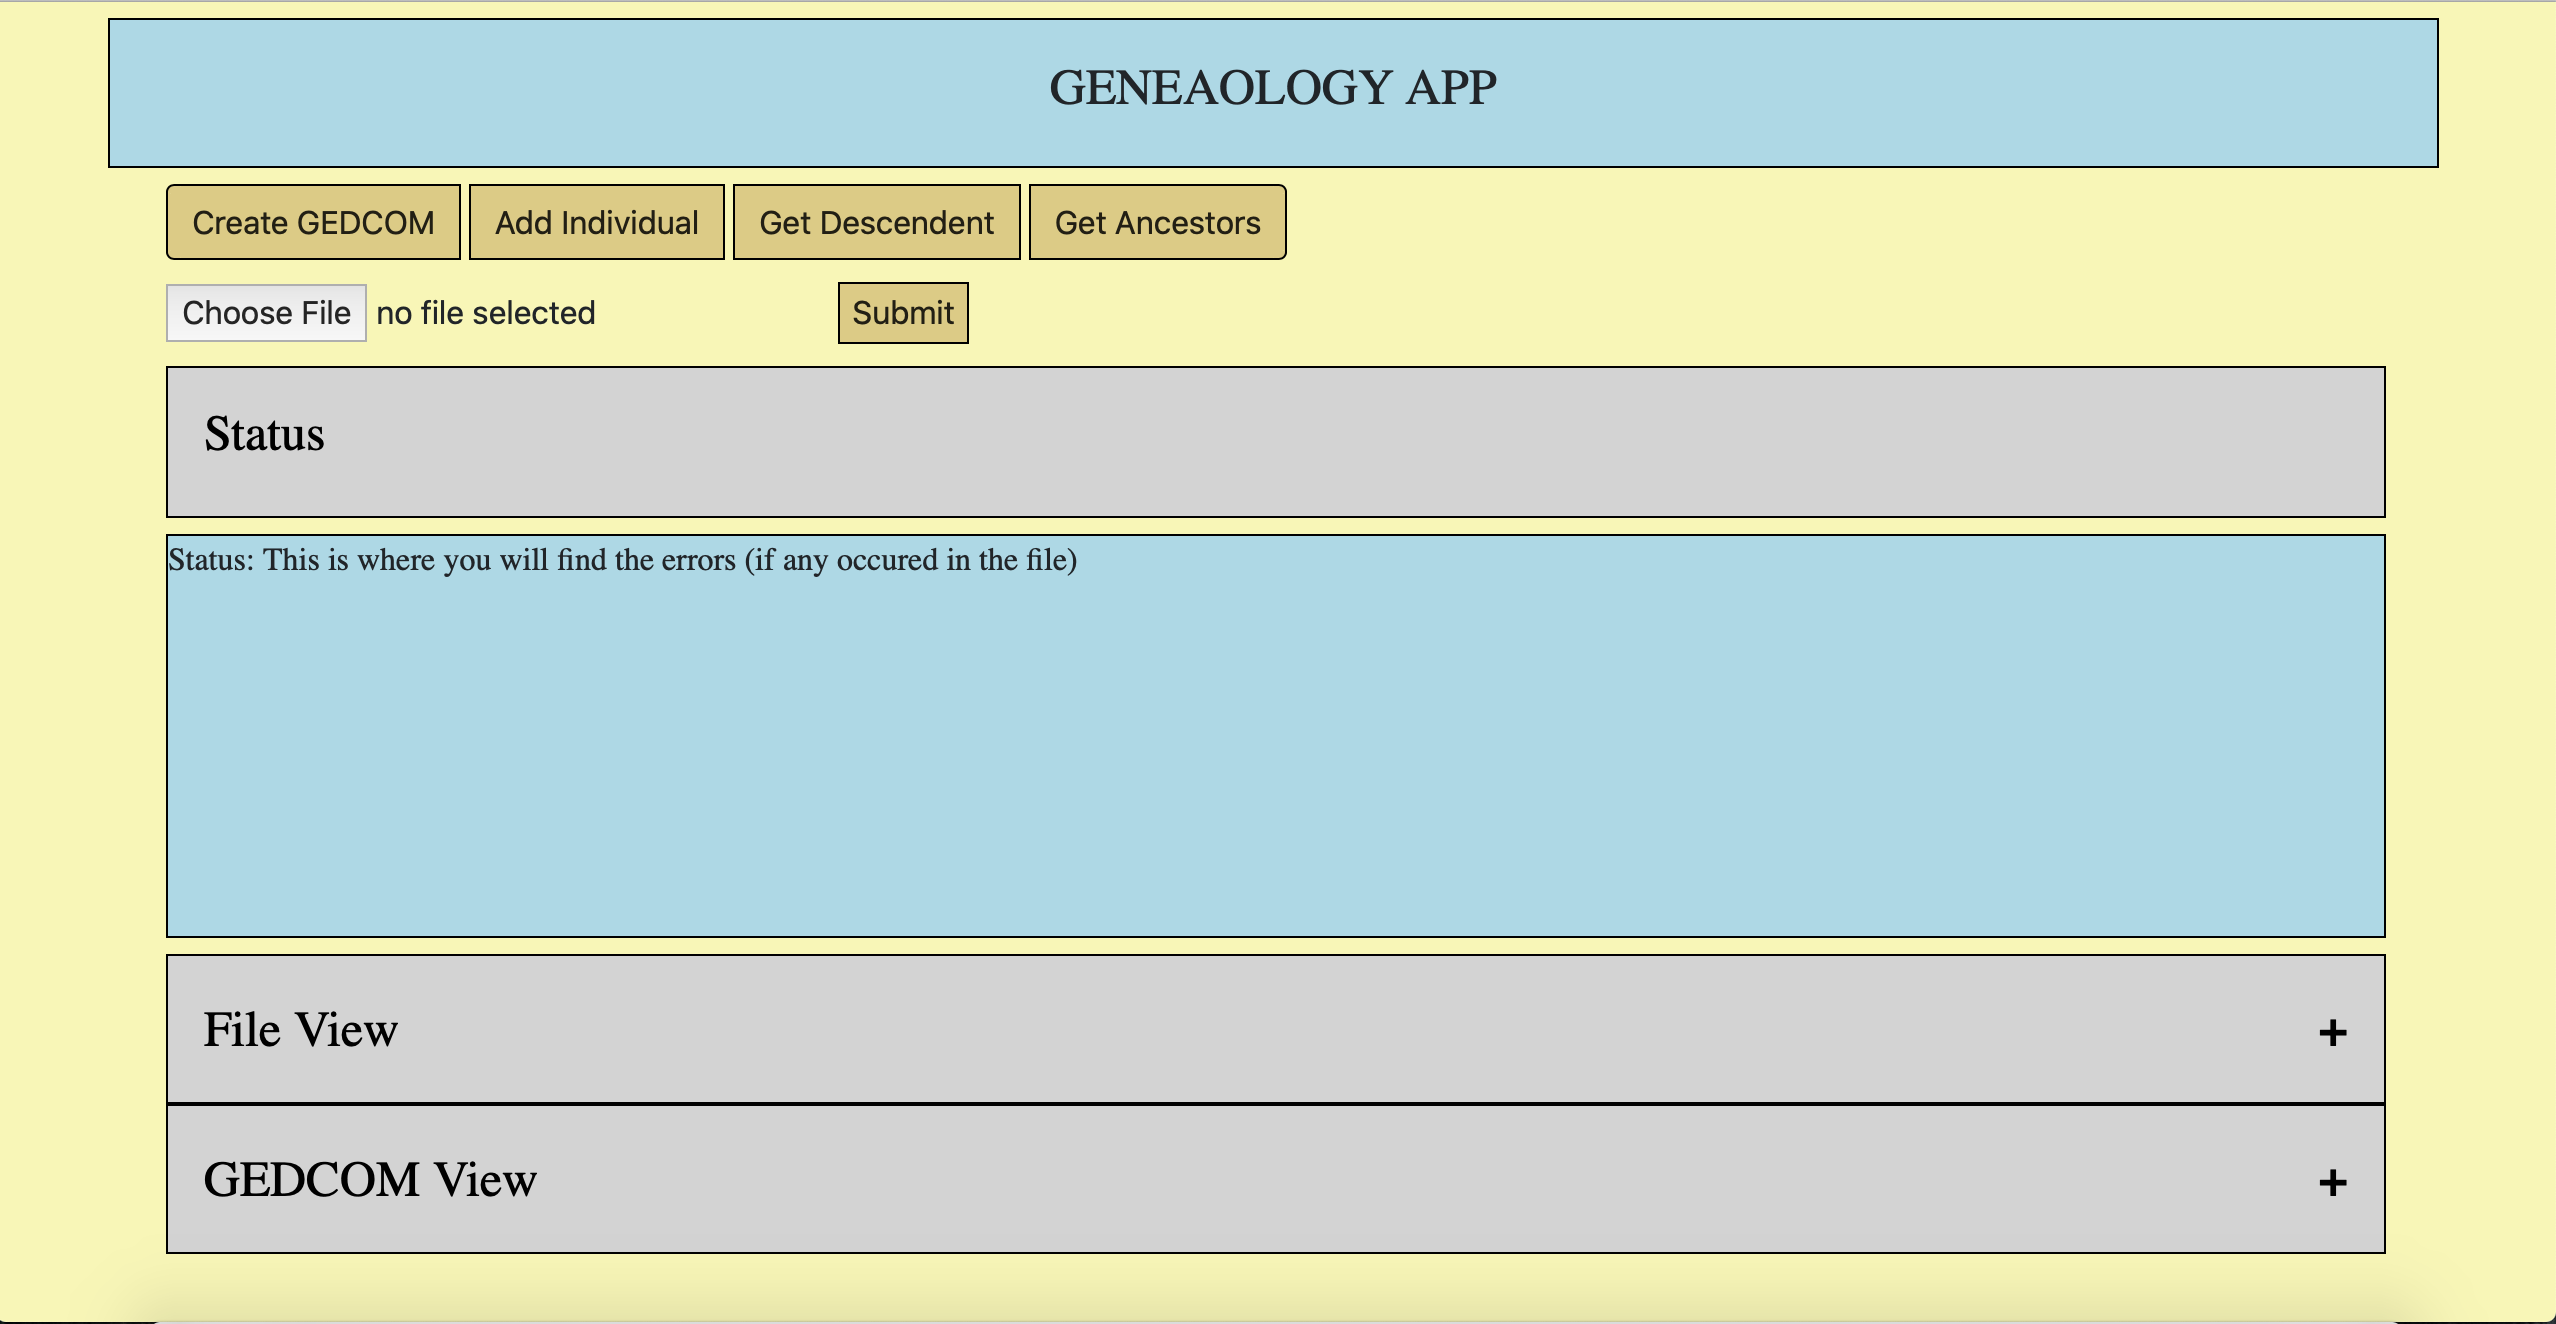 GENEAOLOGY APP
Create GEDCOM Add Individual Get Descendent Get Ancestors
Choose File no file selected Submit
Status
Status: This is where you will find the errors (if any occured in the file)
File View +
GEDCOM View +